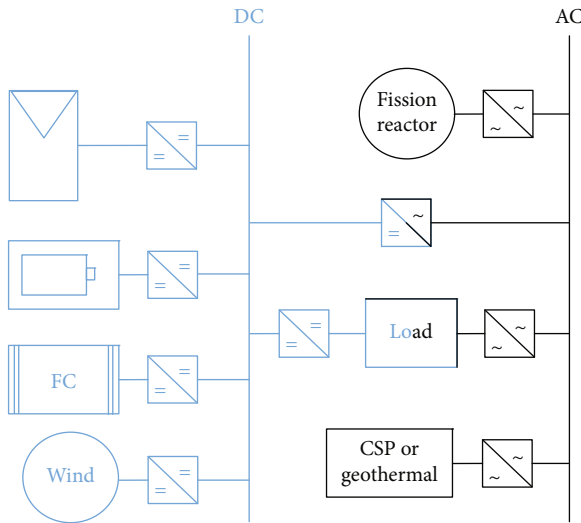 DC
AC
Fission
reactor
~
~
=
=
~
=
=
=
=
=
Load
~
~
FC
=
=
CSP or
geothermal
~
~
Wind
=
=